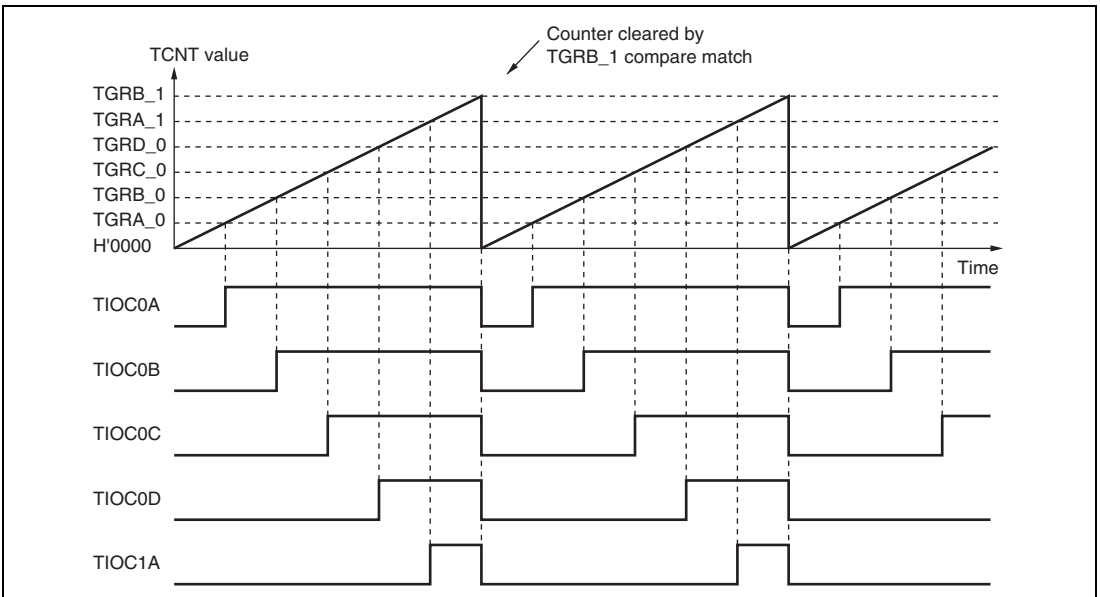 Counter cleared by
TGRB_1 compare match
TCNT value
TGRB_1
TGRA_1
TGRD_0
TGRC_0
TGRB_0
TGRA_0
H'0000
Time
TIOC0A
TIOC0B
TIOC0C
TIOC0D
TIOC1A